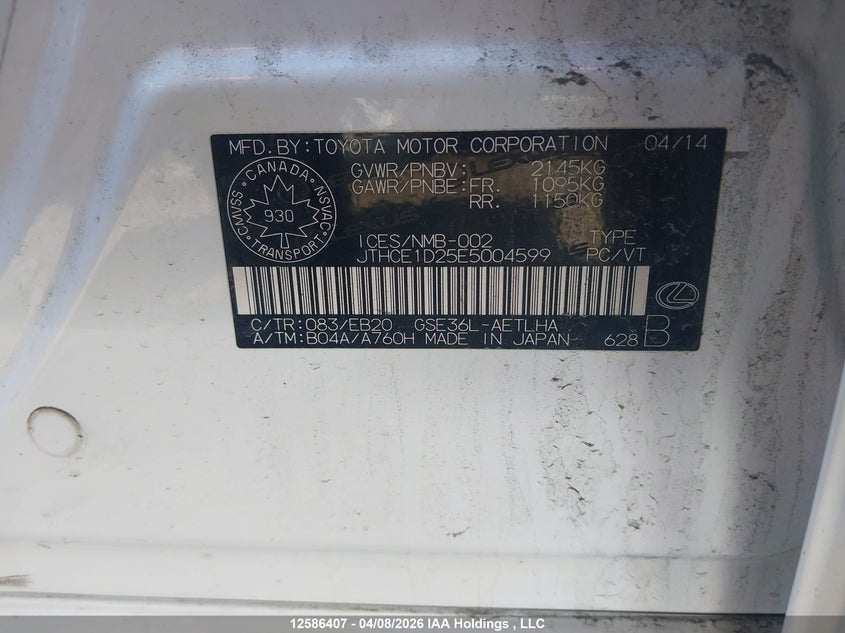 MFD.BY:TOYOTA MOTOR CORPORATION 04/14
GVWR/PNBV: 2145KG
GAWR/PNBE:FR. 1095KG
RR. 1150KG
CANADA
CMVSS NSVAC
930
TRANSPORT
ICES/NMB-002 TYPE
JTHCE1D25E5004599 PC/VT
C/TR:083/EB20 GSE36L-AETLHA
A/TM:B04A/A760H MADE IN JAPAN 628 B
12586407 - 04/08/2026 IAA Holdings , LLC